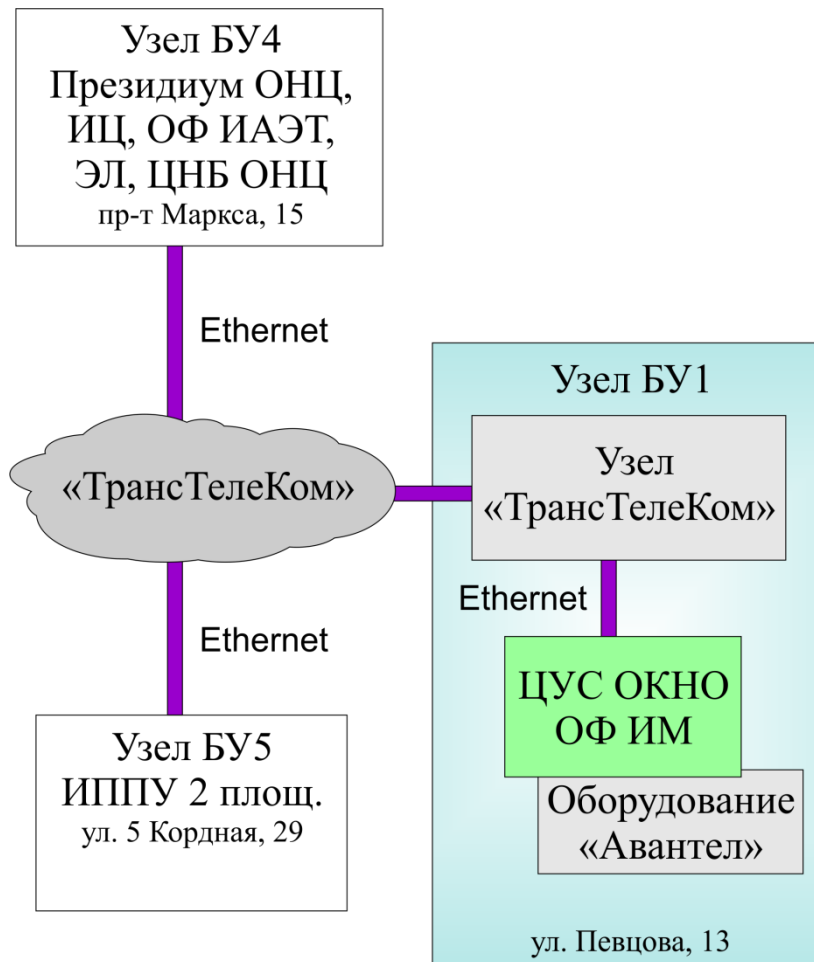 Узел БУ4
Президиум ОНЦ,
ИЦ, ОФ ИАЭТ,
ЭЛ, ЦНБ ОНЦ
пр-т Маркса, 15
Ethernet
«ТрансТелеКом»
Ethernet
Узел БУ5
ИППУ 2 площ.
ул. 5 Кордная, 29
Узел БУ1
Узел
«ТрансТелеКом»
Ethernet
ЦУС ОКНО
ОФ ИМ
Оборудование
«Авантел»
ул. Певцова, 13